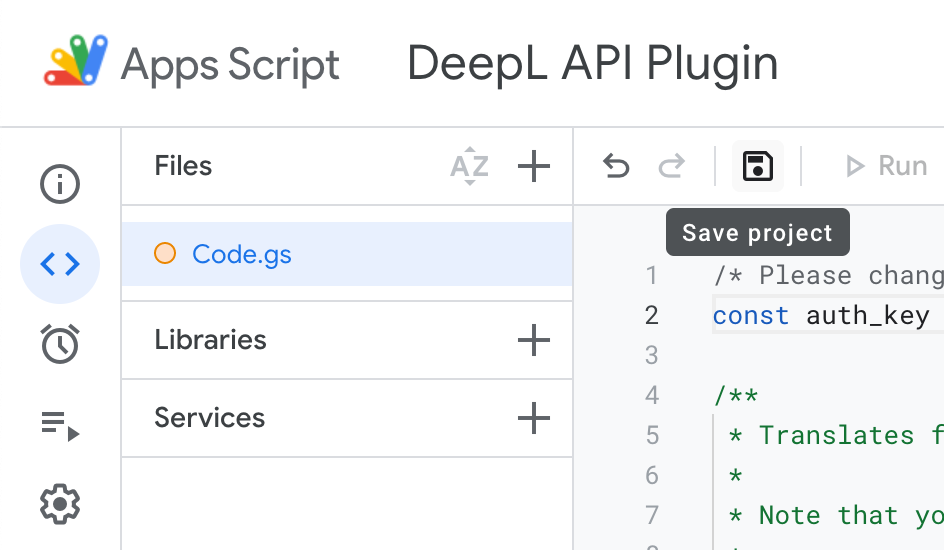 Apps Script DeepL API Plugin
Files AZ Run
Save project
Code.gs
Libraries
Services
1 /* Please chang
2 const auth_key
3
4 /**
5 * Translates f
6 *
7 * Note that yo